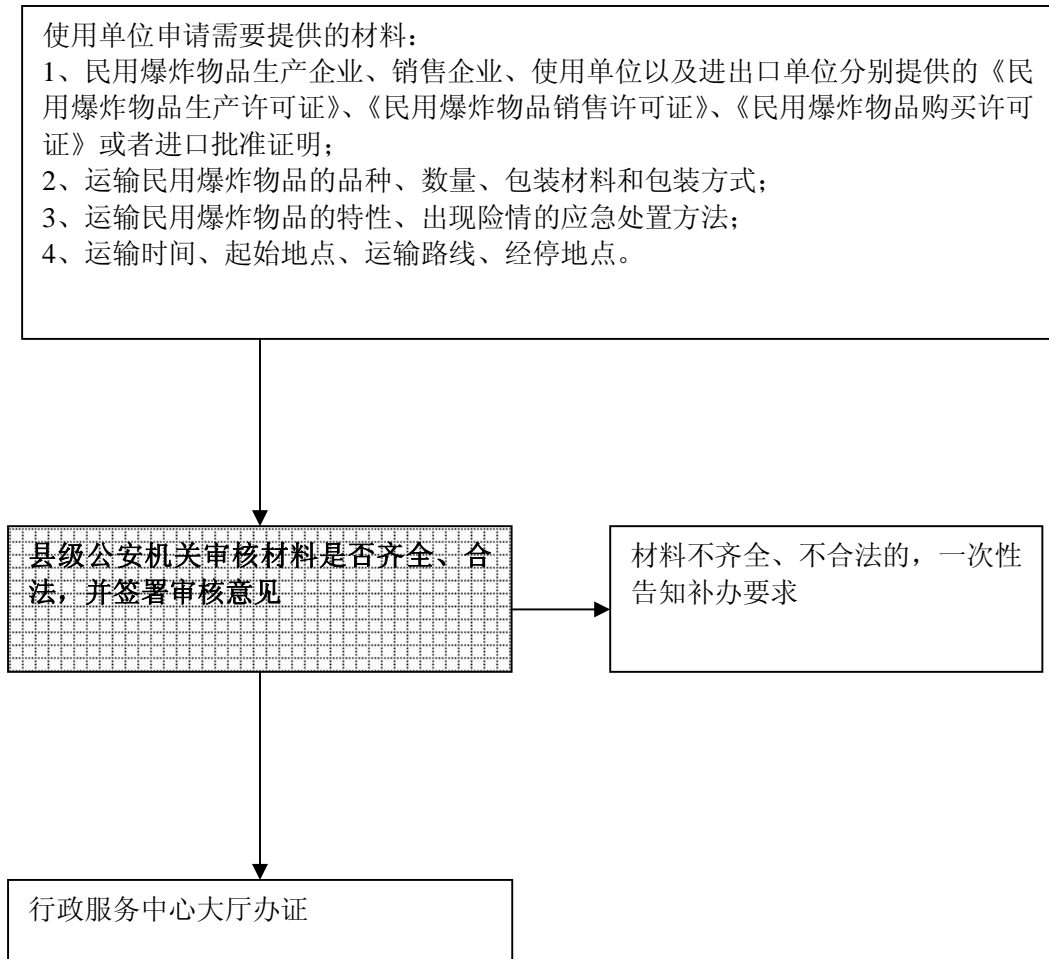 使用单位申请需要提供的材料：
1、民用爆炸物品生产企业、销售企业、使用单位以及进出口单位分别提供的《民
用爆炸物品生产许可证》、《民用爆炸物品销售许可证》、《民用爆炸物品购买许可
证》或者进口批准证明；
2、运输民用爆炸物品的品种、数量、包装材料和包装方式；
3、运输民用爆炸物品的特性、出现险情的应急处置方法；
4、运输时间、起始地点、运输路线、经停地点。
县级公安机关审核材料是否齐全、合
法，并签署审核意见
材料不齐全、不合法的，一次性
告知补办要求
行政服务中心大厅办证